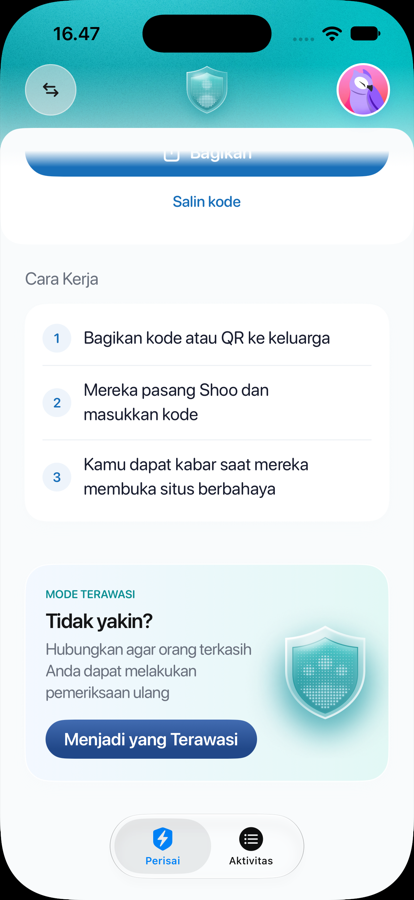 16.47
Bagikan
Salin kode
Cara Kerja
1 Bagikan kode atau QR ke keluarga
2 Mereka pasang Shoo dan
masukkan kode
3 Kamu dapat kabar saat mereka
membuka situs berbahaya
MODE TERAWASI
Tidak yakin?
Hubungkan agar orang terkasih
Anda dapat melakukan
pemeriksaan ulang
Menjadi yang Terawasi
Perisai
Aktivitas